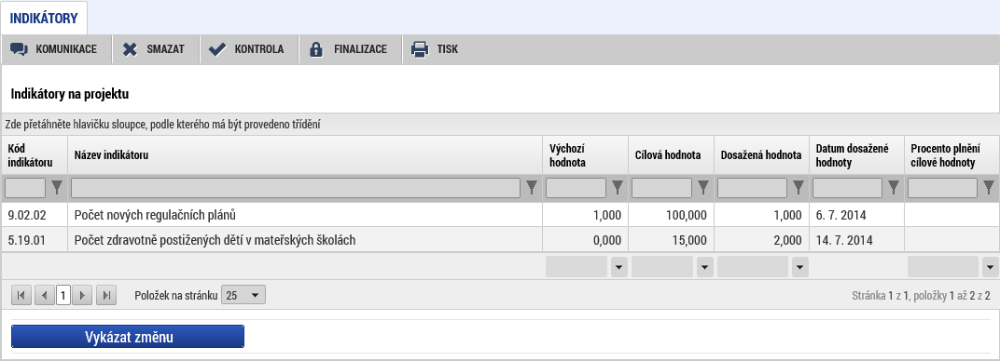 INDIKÁTORY
KOMUNIKACE SMAZAT KONTROLA FINALIZACE TISK
Indikátory na projektu
Zde přetáhněte hlavičku sloupce, podle kterého má být provedeno třídění
Kód indikátoru Název indikátoru Výchozí hodnota Cílová hodnota Dosažená hodnota Datum dosažené hodnoty Procento plnění cílové hodnoty
9.02.02 Počet nových regulačních plánů 1,000 100,000 1,000 6. 7. 2014
5.19.01 Počet zdravotně postižených dětí v mateřských školách 0,000 15,000 2,000 14. 7. 2014
1 Položek na stránku 25 Stránka 1 z 1, položky 1 až 2 z 2
Vykázat změnu